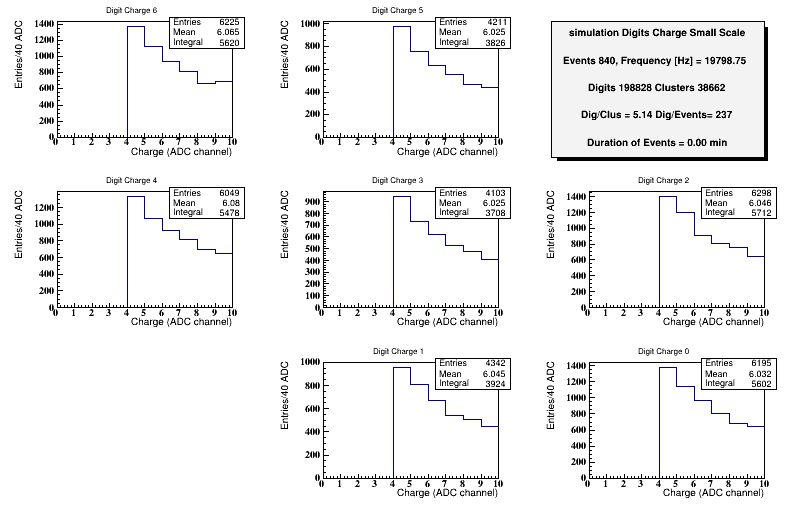 Digit Charge 6
Entries 6225
Mean 6.065
Integral 5620
Entries/40 ADC
1400
1200
1000
800
600
400
200
0
0 1 2 3 4 5 6 7 8 9 10
Charge (ADC channel)
Digit Charge 5
Entries 4211
Mean 6.025
Integral 3826
Entries/40 ADC
1000
800
600
400
200
0
0 1 2 3 4 5 6 7 8 9 10
Charge (ADC channel)
simulation Digits Charge Small Scale
Events 840, Frequency [Hz] = 19798.75
Digits 198828 Clusters 38662
Dig/Clus = 5.14 Dig/Events= 237
Duration of Events = 0.00 min
Digit Charge 4
Entries 6049
Mean 6.08
Integral 5478
Entries/40 ADC
1200
1000
800
600
400
200
0
0 1 2 3 4 5 6 7 8 9 10
Charge (ADC channel)
Digit Charge 3
Entries 4103
Mean 6.025
Integral 3708
Entries/40 ADC
900
800
700
600
500
400
300
200
100
0
0 1 2 3 4 5 6 7 8 9 10
Charge (ADC channel)
Digit Charge 2
Entries 6298
Mean 6.046
Integral 5712
Entries/40 ADC
1400
1200
1000
800
600
400
200
0
0 1 2 3 4 5 6 7 8 9 10
Charge (ADC channel)
Digit Charge 1
Entries 4342
Mean 6.045
Integral 3924
Entries/40 ADC
1000
800
600
400
200
0
0 1 2 3 4 5 6 7 8 9 10
Charge (ADC channel)
Digit Charge 0
Entries 6195
Mean 6.032
Integral 5602
Entries/40 ADC
1400
1200
1000
800
600
400
200
0
0 1 2 3 4 5 6 7 8 9 10
Charge (ADC channel)